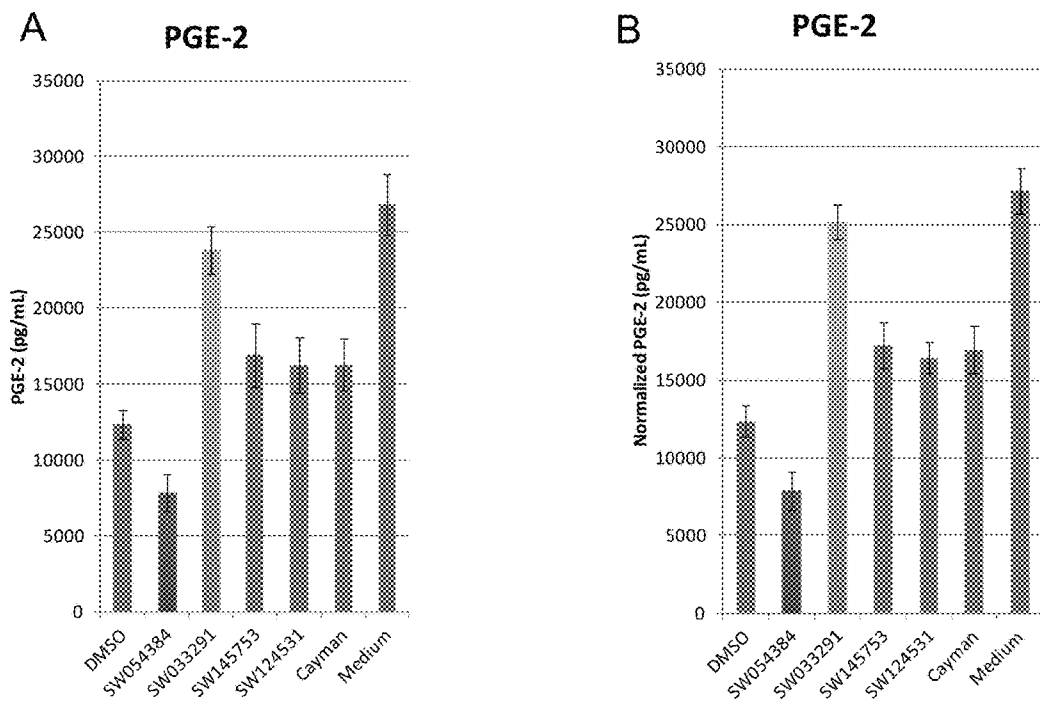 A
PGE-2
PGE-2 (pg/mL)
35000
30000
25000
20000
15000
10000
5000
0
DMSO
SW054384
SW033291
SW145753
SW124531
Cayman
Medium
B
PGE-2
Normalized PGE-2 (pg/mL)
35000
30000
25000
20000
15000
10000
5000
0
DMSO
SW054384
SW033291
SW145753
SW124531
Cayman
Medium